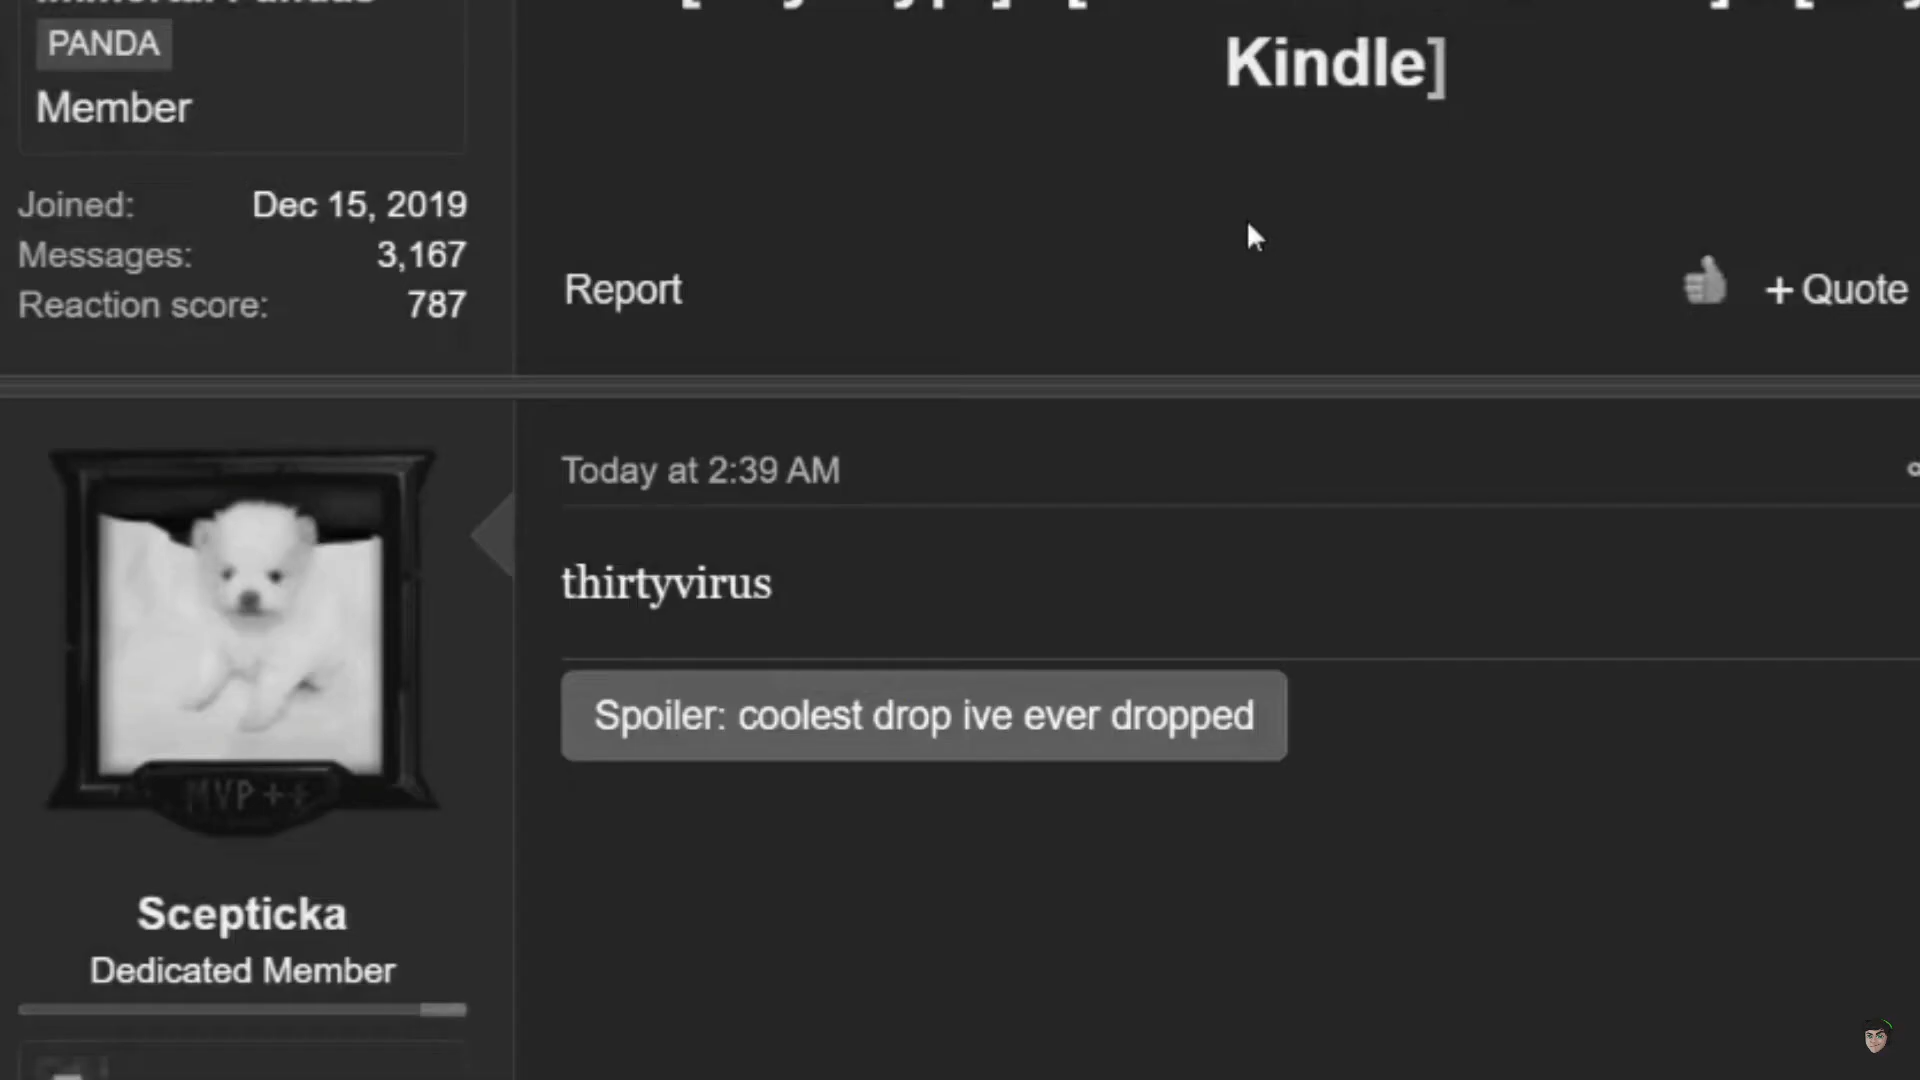 Kindle]
PANDA
Member
Joined: Dec 15, 2019
Messages: 3,167
Reaction score: 787
Report
+ Quote
Today at 2:39 AM
thirtyvirus
Spoiler: coolest drop ive ever dropped
MVP++
Scepticka
Dedicated Member